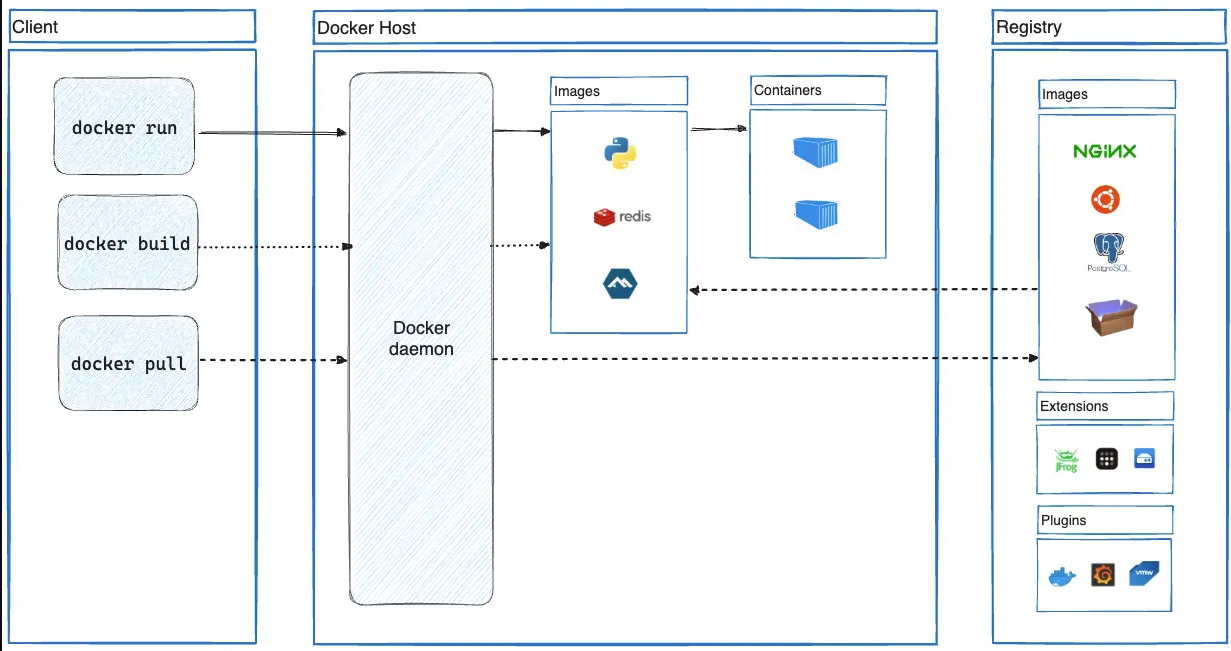 Client
docker run
docker build
docker pull
Docker Host
Docker
daemon
Images
redis
Containers
Registry
Images
NGINX
PostgreSQL
Extensions
JFrog
Plugins
vmw